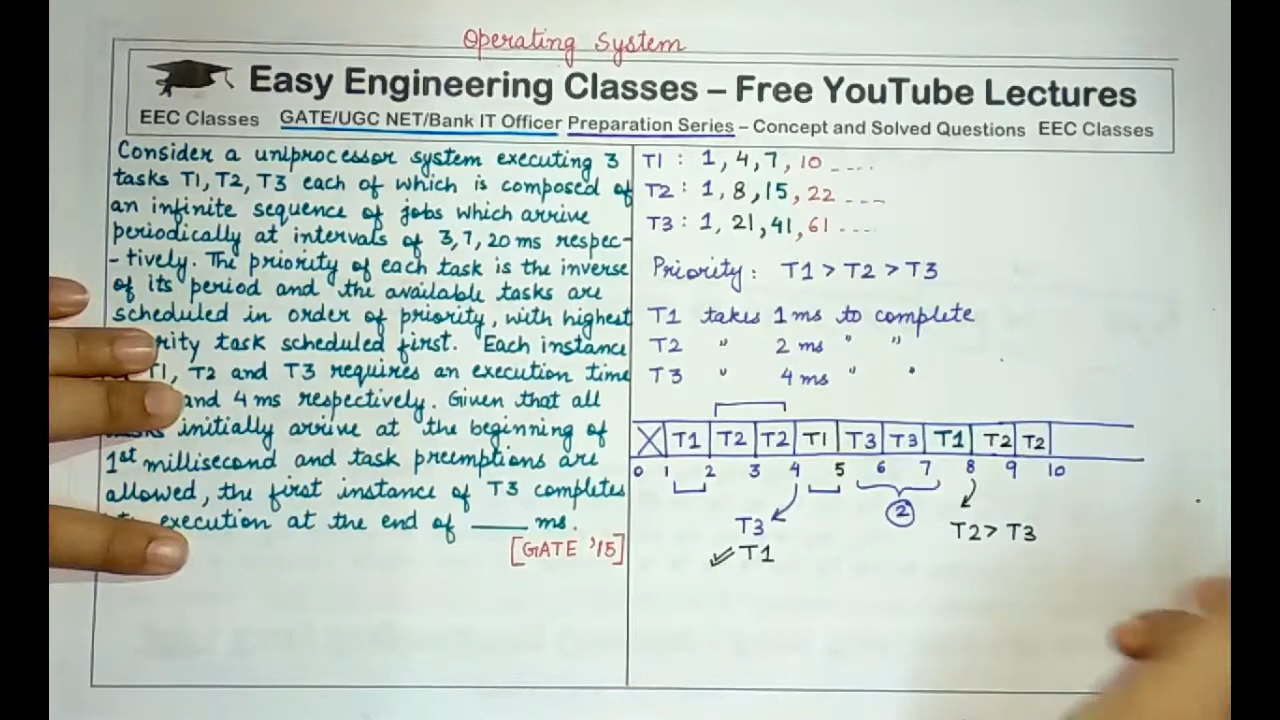 Operating System
Easy Engineering Classes – Free YouTube Lectures
EEC Classes GATE/UGC NET/Bank IT Officer Preparation Series – Concept and Solved Questions EEC Classes
Consider a uniprocessor system executing 3
tasks T1, T2, T3 each of which is composed of
an infinite sequence of jobs which arrive
periodically at intervals of 3, 7, 20 ms respec-
-tively. The priority of each task is the inverse
of its period and the available tasks are
scheduled in order of priority, with highest
rity task scheduled first. Each instance
T1, T2 and T3 requires an execution time
and 4 ms respectively. Given that all
initially arrive at the beginning of
1st millisecond and task preemptions are
allowed, the first instance of T3 completes
execution at the end of ____ ms.
[GATE '15]
T1 : 1, 4, 7, 10 ....
T2 : 1, 8, 15, 22 ...
T3 : 1, 21, 41, 61 ....
Priority : T1 > T2 > T3
T1 takes 1 ms to complete
T2 " 2 ms " "
T3 " 4 ms " "
X T1 T2 T2 T1 T3 T3 T1 T2 T2
0 1 2 3 4 5 6 7 8 9 10
T3
✓ T1
2
T2 > T3